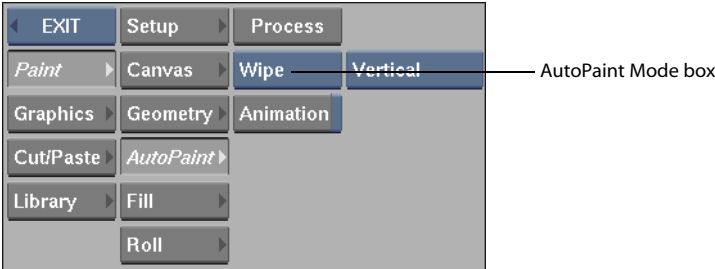 EXIT Setup Process
Paint Canvas Wipe Vertical AutoPaint Mode box
Graphics Geometry Animation
Cut/Paste AutoPaint
Library Fill
Roll